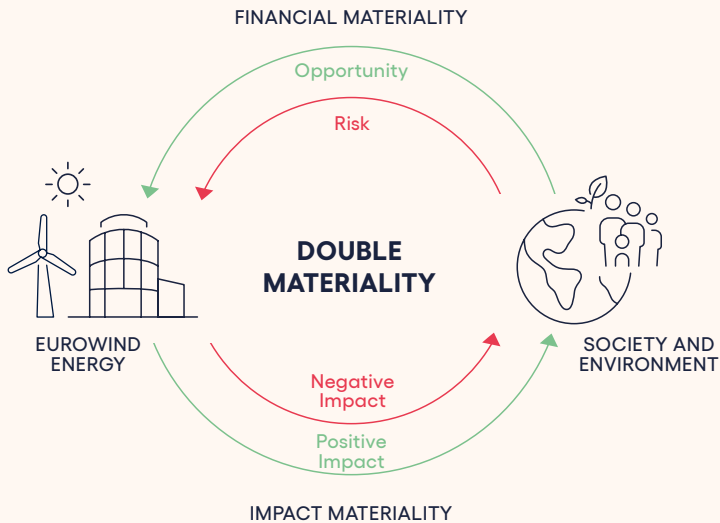 FINANCIAL MATERIALITY
Opportunity
Risk
DOUBLE
MATERIALITY
EUROWIND
ENERGY
SOCIETY AND
ENVIRONMENT
Negative
Impact
Positive
Impact
IMPACT MATERIALITY